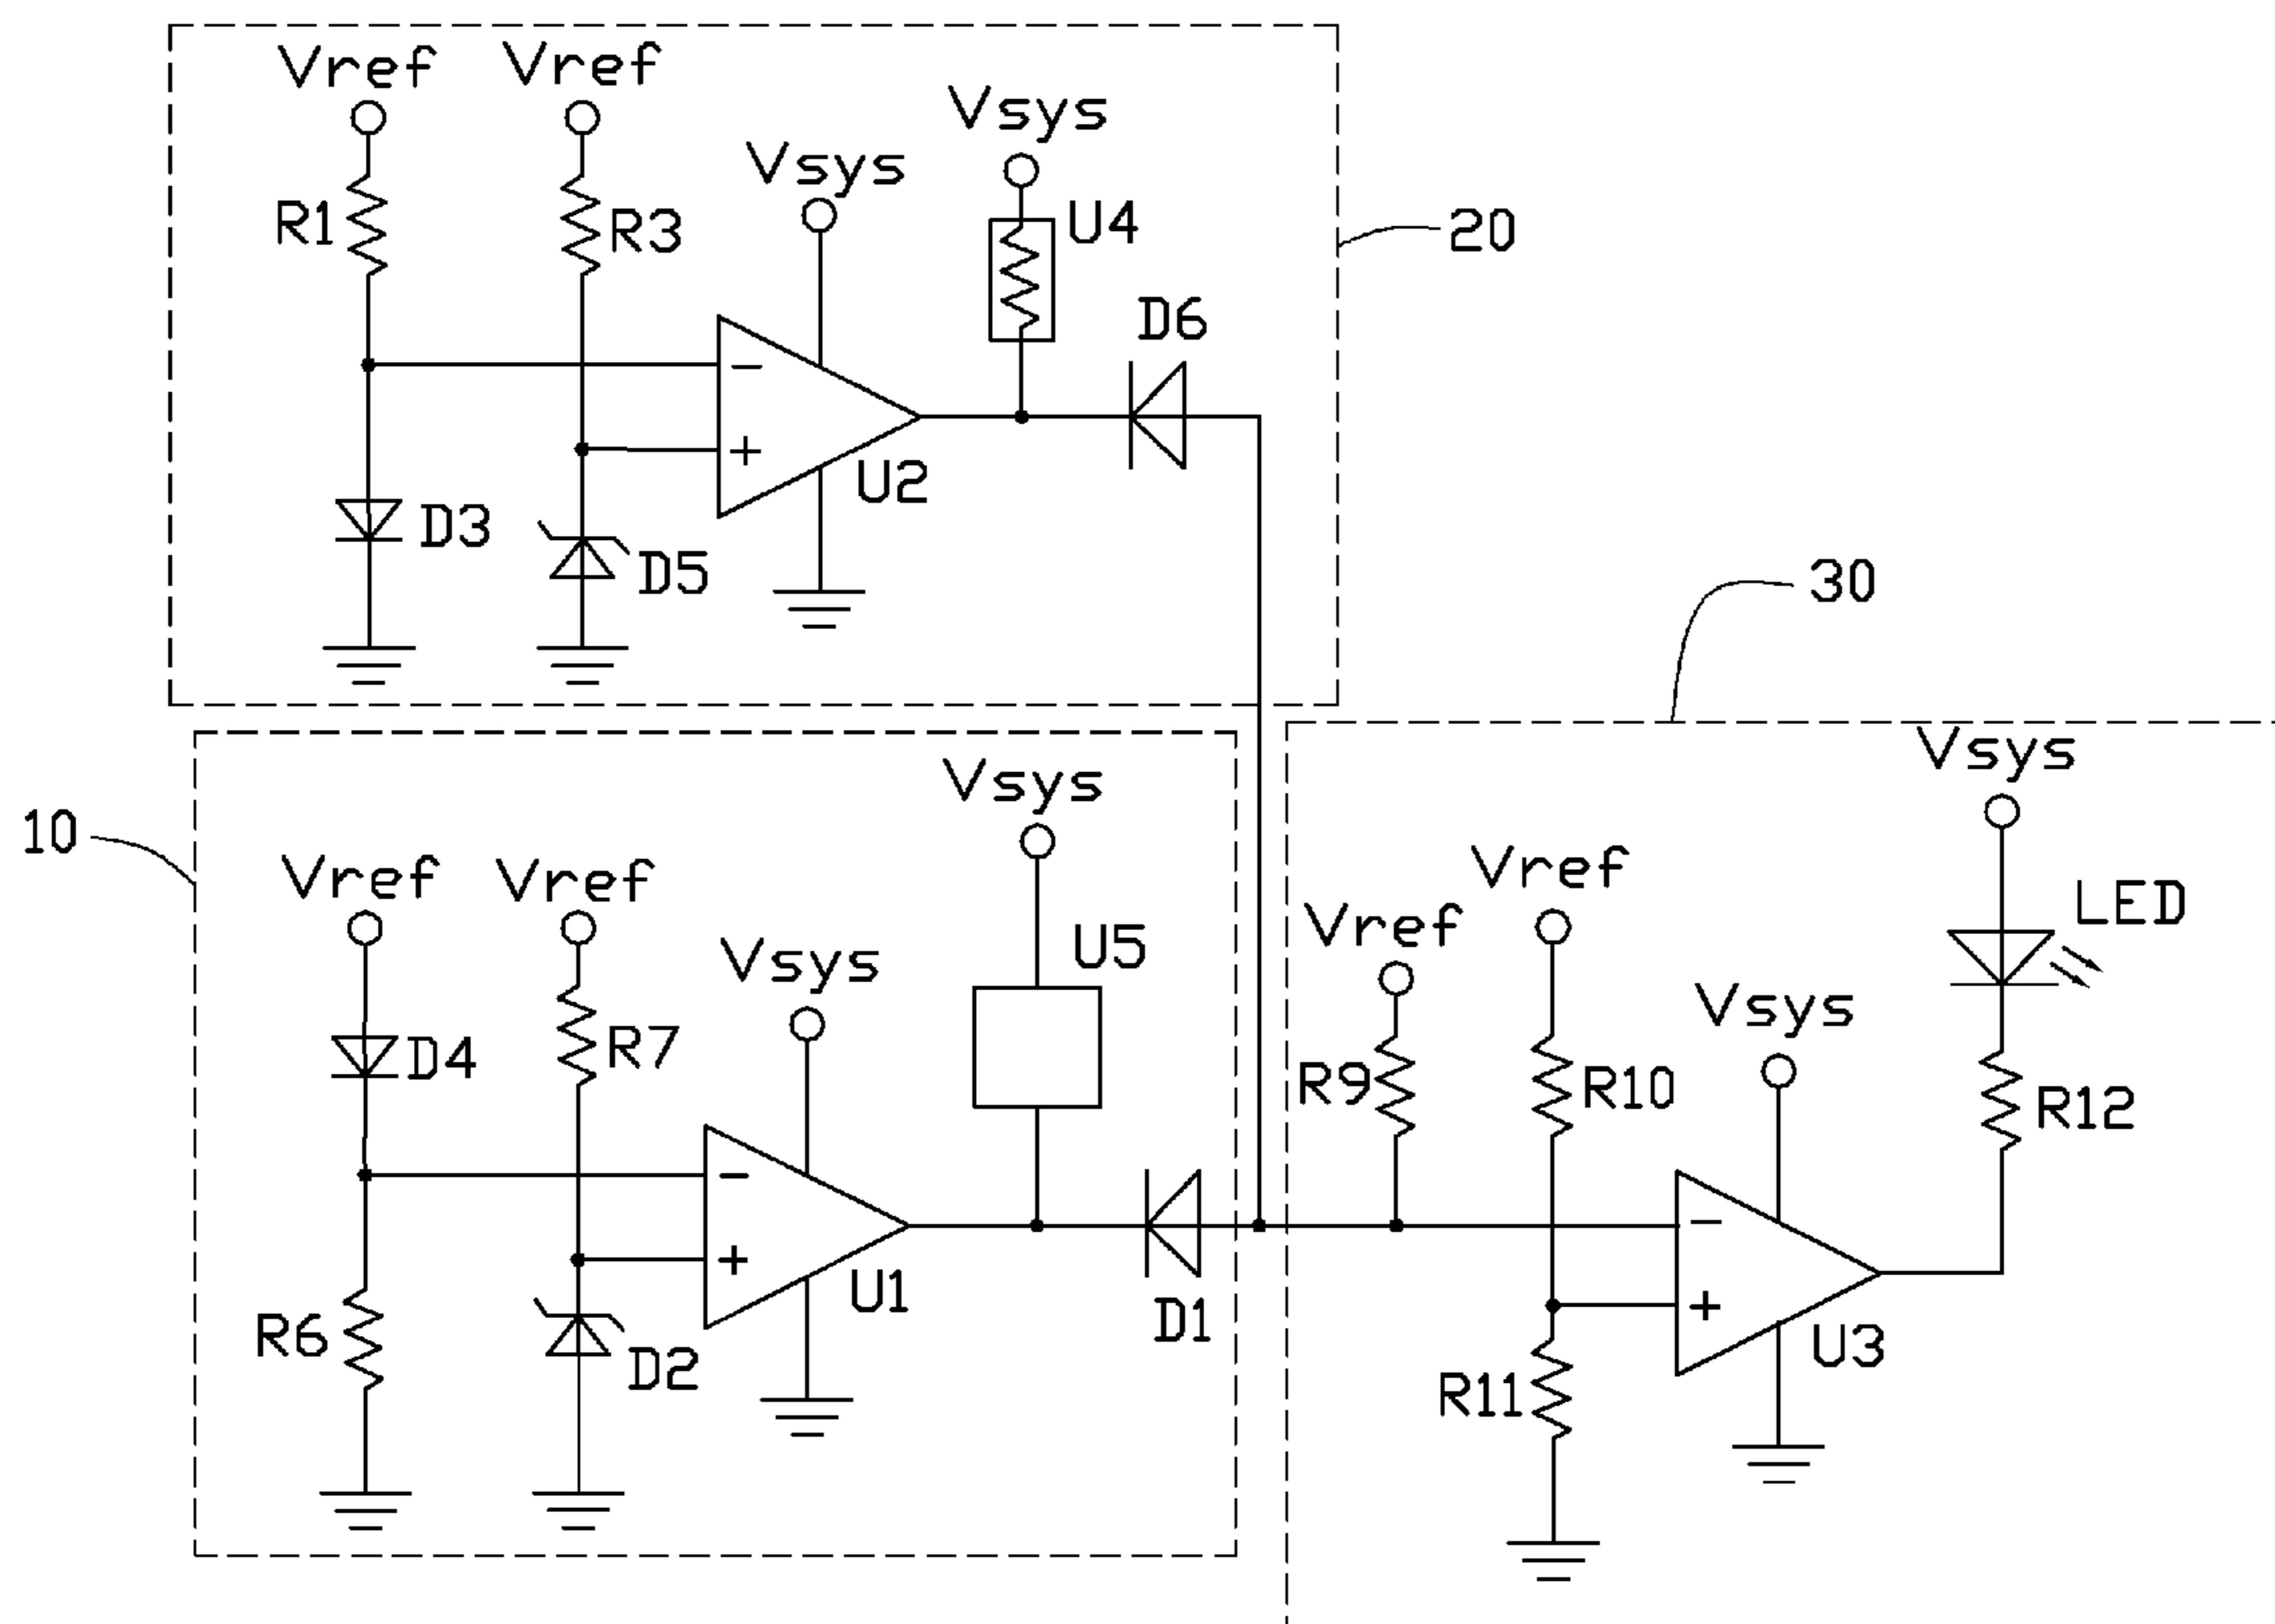 Vref
Vref
Vsys
Vsys
R1
R3
U4
20
D6
-
+
U2
D3
D5
30
Vsys
Vsys
10
Vref
Vref
Vsys
U5
Vref
Vref
LED
Vsys
D4
R7
R9
R10
R12
-
+
U1
-
+
R6
D2
D1
U3
R11